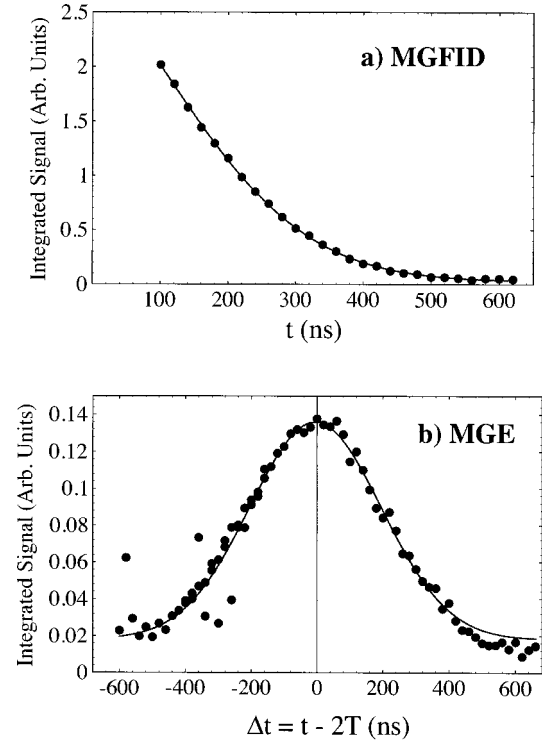 a) MGFID
Integrated Signal (Arb. Units)
2.5
2
1.5
1
0.5
0
100 200 300 400 500 600
t (ns)
b) MGE
Integrated Signal (Arb. Units)
0.14
0.12
0.1
0.08
0.06
0.04
0.02
0
-600 -400 -200 0 200 400 600
Δt = t - 2T (ns)